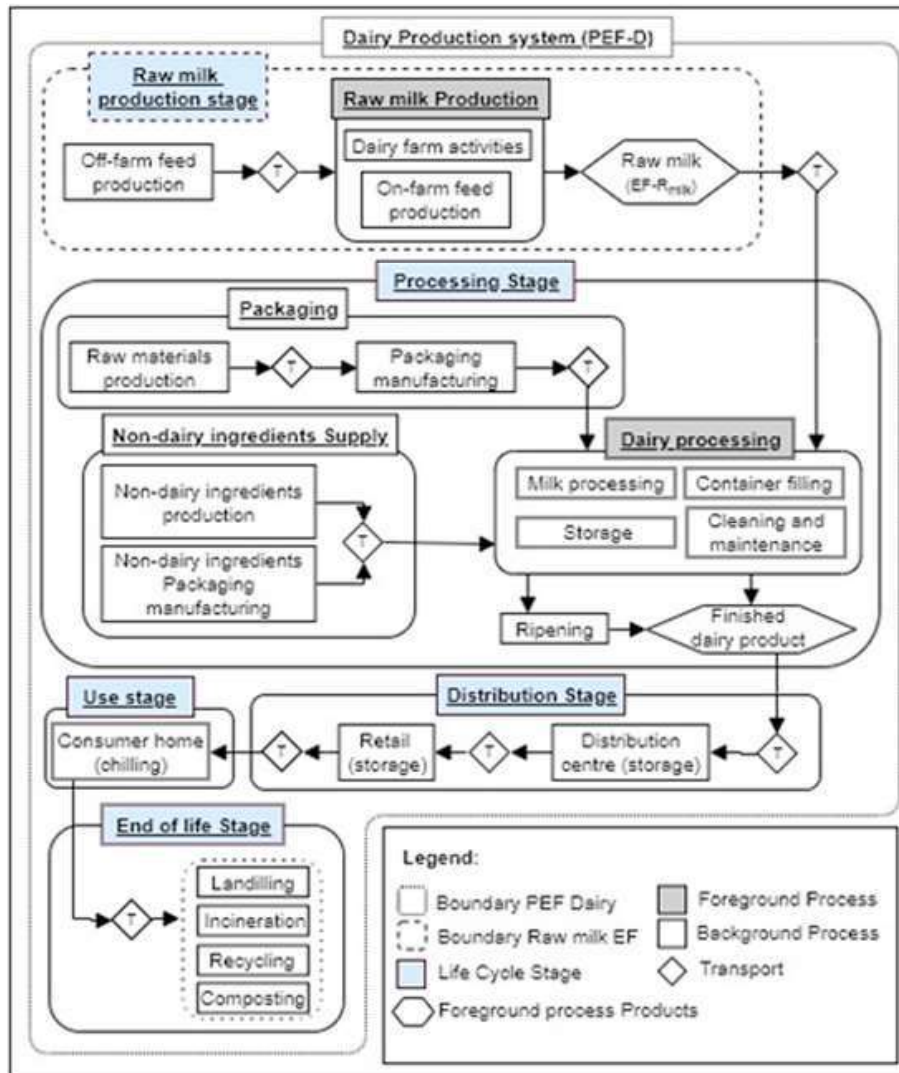 Dairy Production system (PEF-D)
Raw milk
production stage
Raw milk Production
Off-farm feed
production
T
Dairy farm activities
On-farm feed
production
Raw milk
(EF-Rmilk)
T
Processing Stage
Packaging
Raw materials
production
T
Packaging
manufacturing
T
Non-dairy ingredients Supply
Non-dairy ingredients
production
Non-dairy ingredients
Packaging
manufacturing
T
Dairy processing
Milk processing
Container filling
Storage
Cleaning and
maintenance
Ripening
Finished
dairy product
Use stage
Consumer home
(chilling)
Distribution Stage
T
Retail
(storage)
T
Distribution
centre (storage)
T
End of life Stage
T
Landilling
Incineration
Recycling
Composting
Legend:
Boundary PEF Dairy
Boundary Raw milk EF
Life Cycle Stage
Foreground process Products
Foreground Process
Background Process
Transport